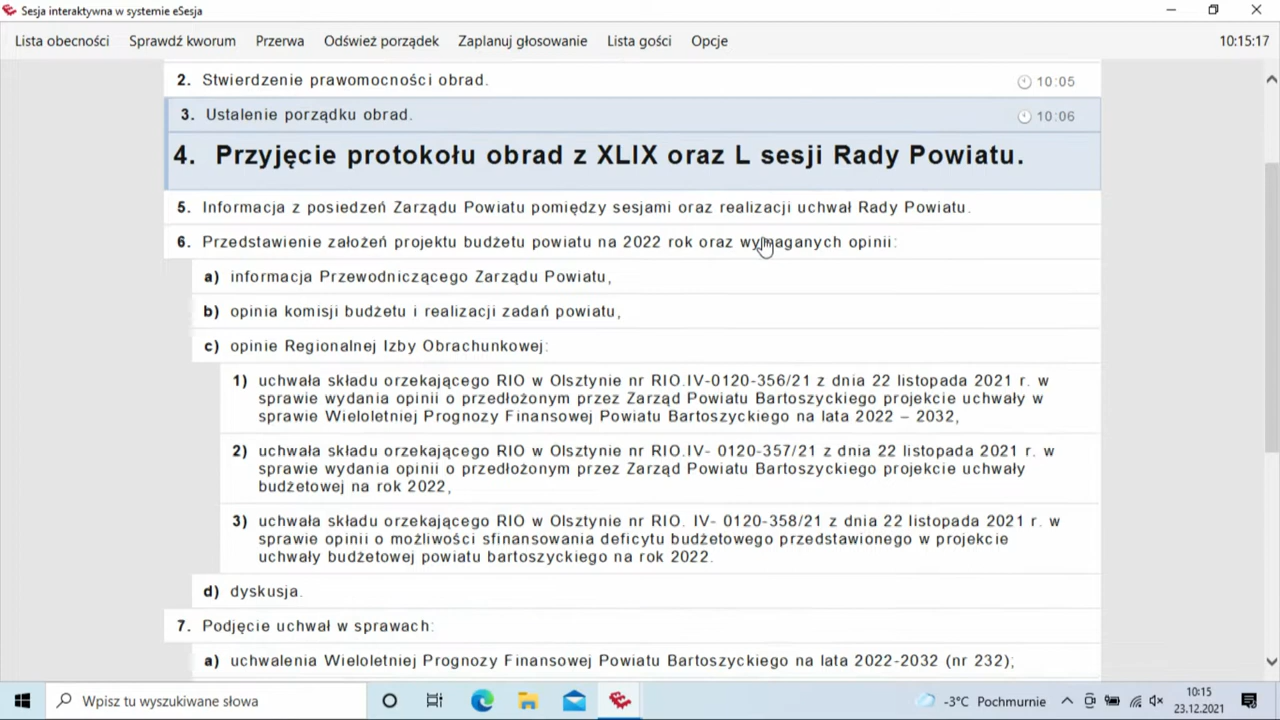 Sesja interaktywna w systemie eSesja
Lista obecności Sprawdź kworum Przerwa Odśwież porządek Zaplanuj głosowanie Lista gości Opcje 10:15:17
2. Stwierdzenie prawomocności obrad. 10:05
3. Ustalenie porządku obrad. 10:06
4. Przyjęcie protokołu obrad z XLIX oraz L sesji Rady Powiatu.
5. Informacja z posiedzeń Zarządu Powiatu pomiędzy sesjami oraz realizacji uchwał Rady Powiatu.
6. Przedstawienie założeń projektu budżetu powiatu na 2022 rok oraz wymaganych opinii:
a) informacja Przewodniczącego Zarządu Powiatu,
b) opinia komisji budżetu i realizacji zadań powiatu,
c) opinie Regionalnej Izby Obrachunkowej:
1) uchwała składu orzekającego RIO w Olsztynie nr RIO.IV-0120-356/21 z dnia 22 listopada 2021 r. w
sprawie wydania opinii o przedłożonym przez Zarząd Powiatu Bartoszyckiego projekcie uchwały w
sprawie Wieloletniej Prognozy Finansowej Powiatu Bartoszyckiego na lata 2022 – 2032,
2) uchwała składu orzekającego RIO w Olsztynie nr RIO.IV- 0120-357/21 z dnia 22 listopada 2021 r. w
sprawie wydania opinii o przedłożonym przez Zarząd Powiatu Bartoszyckiego projekcie uchwały
budżetowej na rok 2022,
3) uchwała składu orzekającego RIO w Olsztynie nr RIO. IV- 0120-358/21 z dnia 22 listopada 2021 r. w
sprawie opinii o możliwości sfinansowania deficytu budżetowego przedstawionego w projekcie
uchwały budżetowej powiatu bartoszyckiego na rok 2022.
d) dyskusja.
7. Podjęcie uchwał w sprawach:
a) uchwalenia Wieloletniej Prognozy Finansowej Powiatu Bartoszyckiego na lata 2022-2032 (nr 232);
Wpisz tu wyszukiwane słowa -3°C Pochmurnie 10:15
23.12.2021